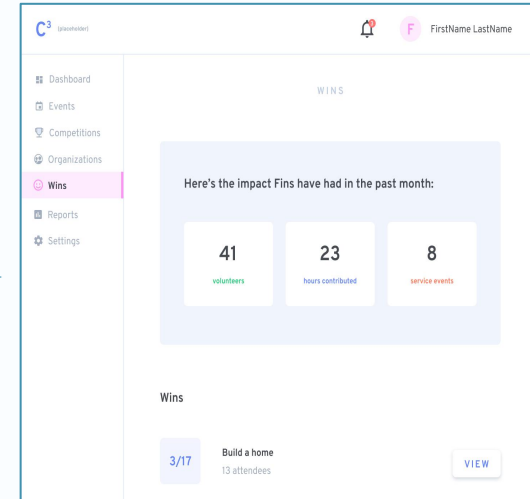 C³ (placeholder)
F FirstName LastName
Dashboard
Events
Competitions
Organizations
Wins
Reports
Settings
WINS
Here's the impact Fins have had in the past month:
41
volunteers
23
hours contributed
8
service events
Wins
3/17
Build a home
13 attendees
VIEW